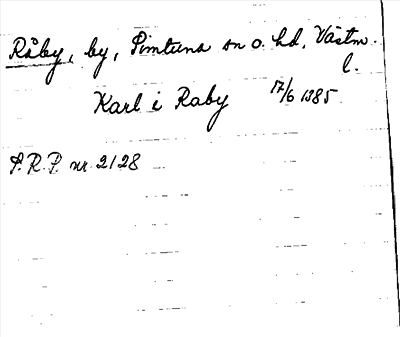 Råby, by, Simtuna sn o. hd, Västm.
l.
Karl i Raby 17/6 1385
S.R.P. nr 2128